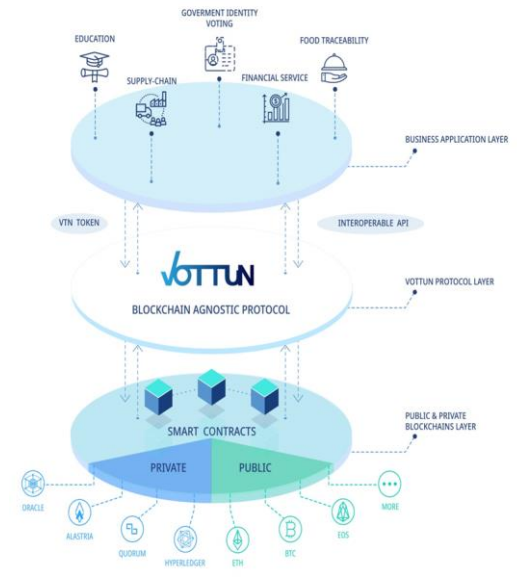 GOVERMENT IDENTITY
VOTING
EDUCATION
FOOD TRACEABILITY
SUPPLY-CHAIN
FINANCIAL SERVICE
BUSINESS APPLICATION LAYER
VTN TOKEN
INTEROPERABLE API
VOTTUN
BLOCKCHAIN AGNOSTIC PROTOCOL
VOTTUN PROTOCOL LAYER
SMART CONTRACTS
PUBLIC & PRIVATE
BLOCKCHAINS LAYER
PRIVATE
PUBLIC
ORACLE
ALASTRIA
QUORUM
HYPERLEDGER
ETH
BTC
EOS
MORE